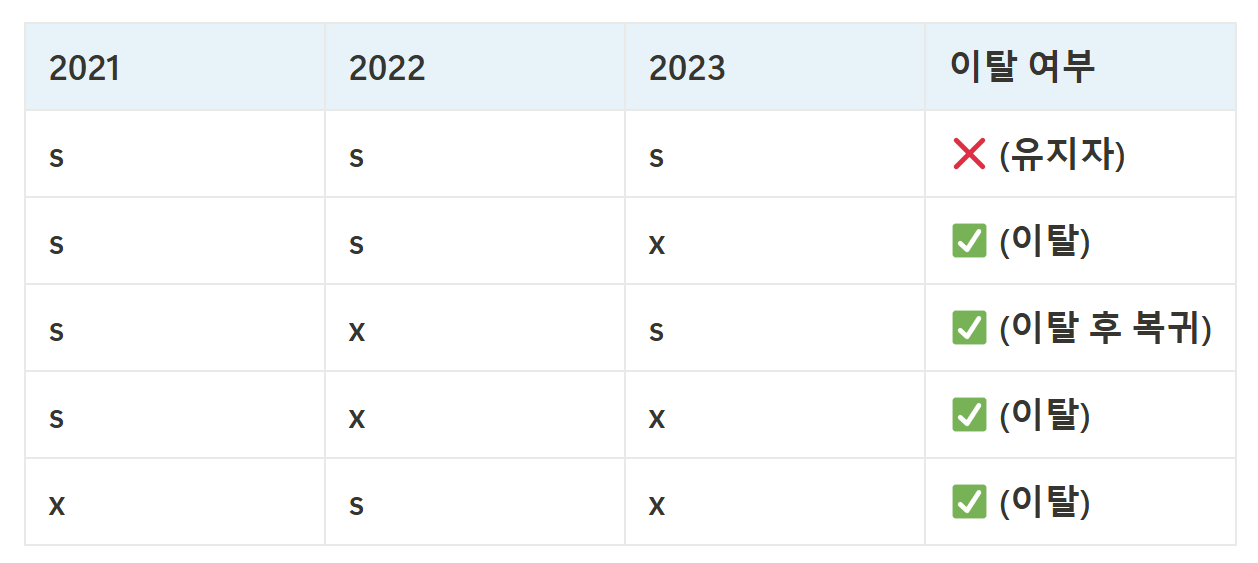 2021 2022 2023 이탈 여부
s s s ❌ (유지자)
s s x ✅ (이탈)
s x s ✅ (이탈 후 복귀)
s x x ✅ (이탈)
x s x ✅ (이탈)